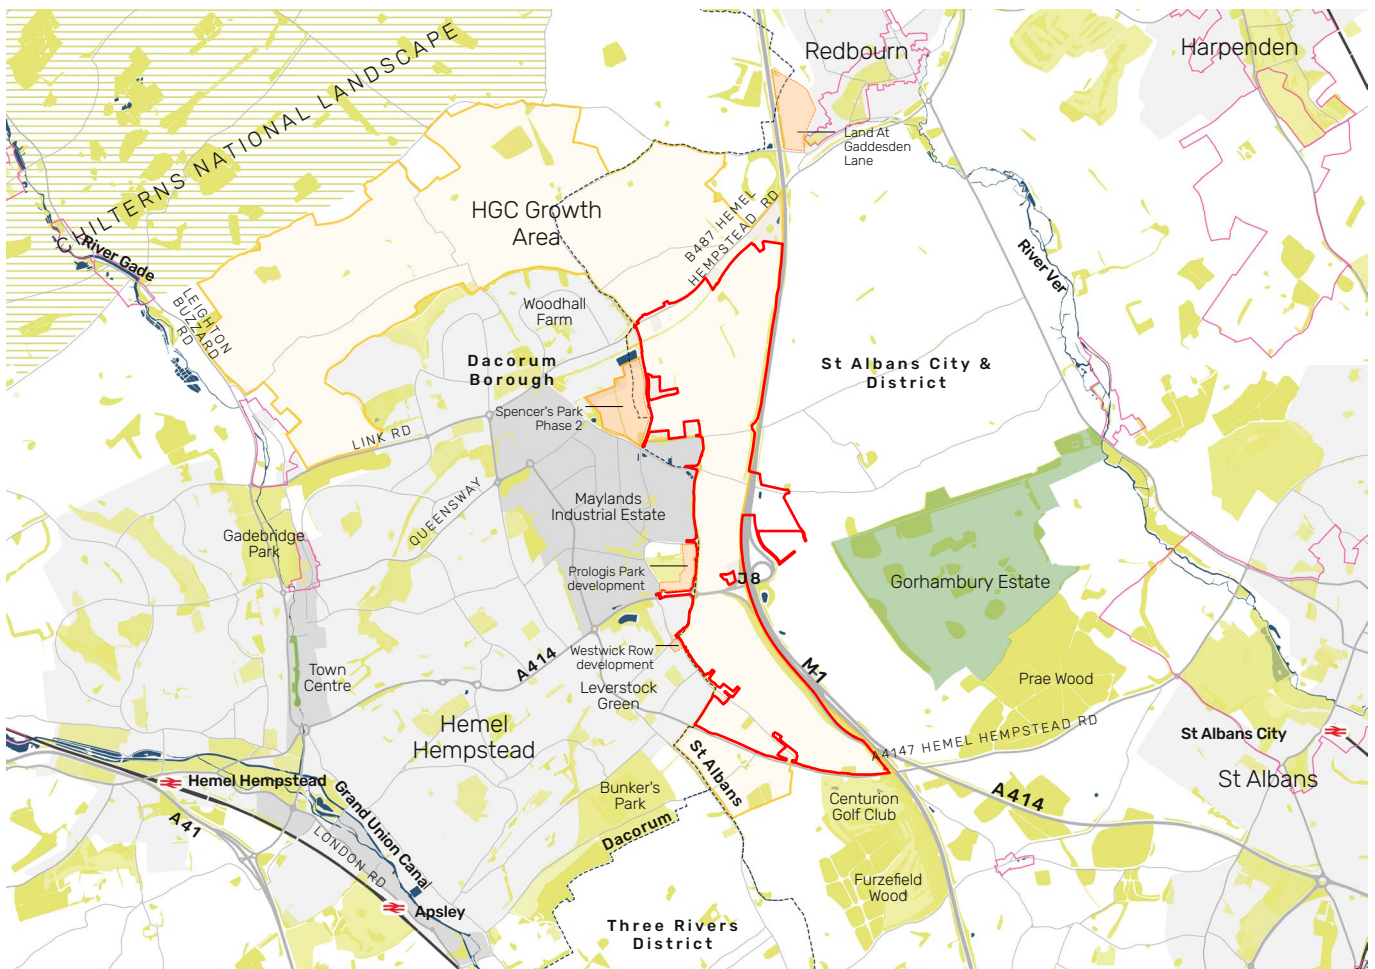 Redbourn
Harpenden
CHILTERNS NATIONAL LANDSCAPE
Land At
Gaddesden
Lane
HGC Growth
Area
B487 HEMEL
HEMPSTEAD RD
River Gade
River Ver
LEIGHTON
BUZZARD
RD
Woodhall
Farm
Dacorum
Borough
St Albans City &
District
Spencer's Park
Phase 2
LINK RD
QUEENSWAY
Maylands
Industrial Estate
Gadebridge
Park
Prologis Park
development
J8
Gorhambury Estate
A414
Westwick Row
development
M1
Town
Centre
Leverstock
Green
Prae Wood
Hemel
Hempstead
A4147 HEMEL HEMPSTEAD RD
St Albans City
St Albans
St Albans
Hemel Hempstead
Grand Union Canal
Bunker's
Park
A414
Centurion
Golf Club
A41
LONDON RD
Dacorum
Furzefield
Wood
Apsley
Three Rivers
District